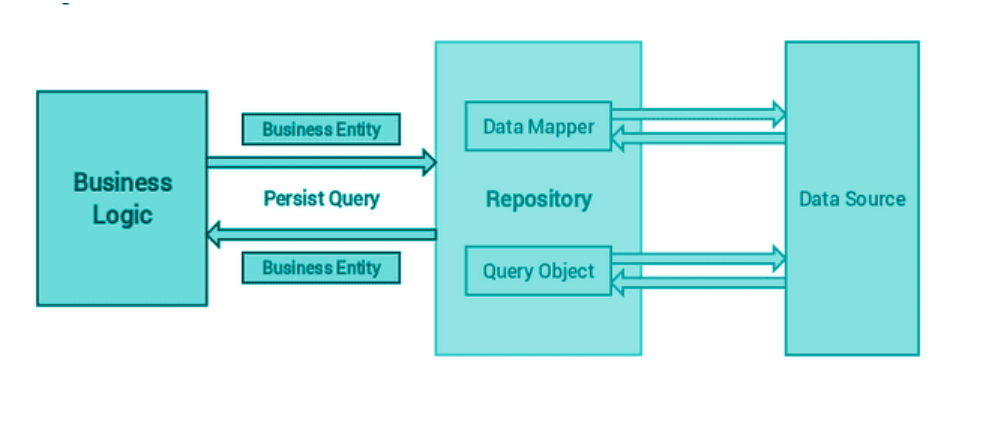 Business Entity
Data Mapper
Business
Logic
Persist Query
Repository
Data Source
Business Entity
Query Object